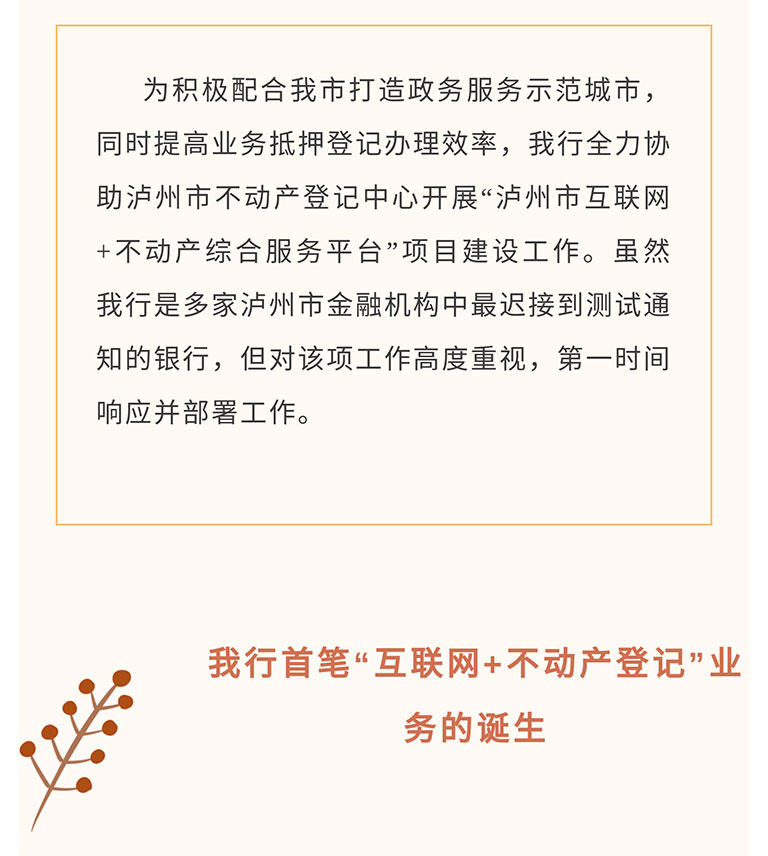 为积极配合我市打造政务服务示范城市，
同时提高业务抵押登记办理效率，我行全力协
助泸州市不动产登记中心开展“泸州市互联网
+不动产综合服务平台”项目建设工作。虽然
我行是多家泸州市金融机构中最迟接到测试通
知的银行，但对该项工作高度重视，第一时间
响应并部署工作。
我行首笔“互联网+不动产登记”业
务的诞生